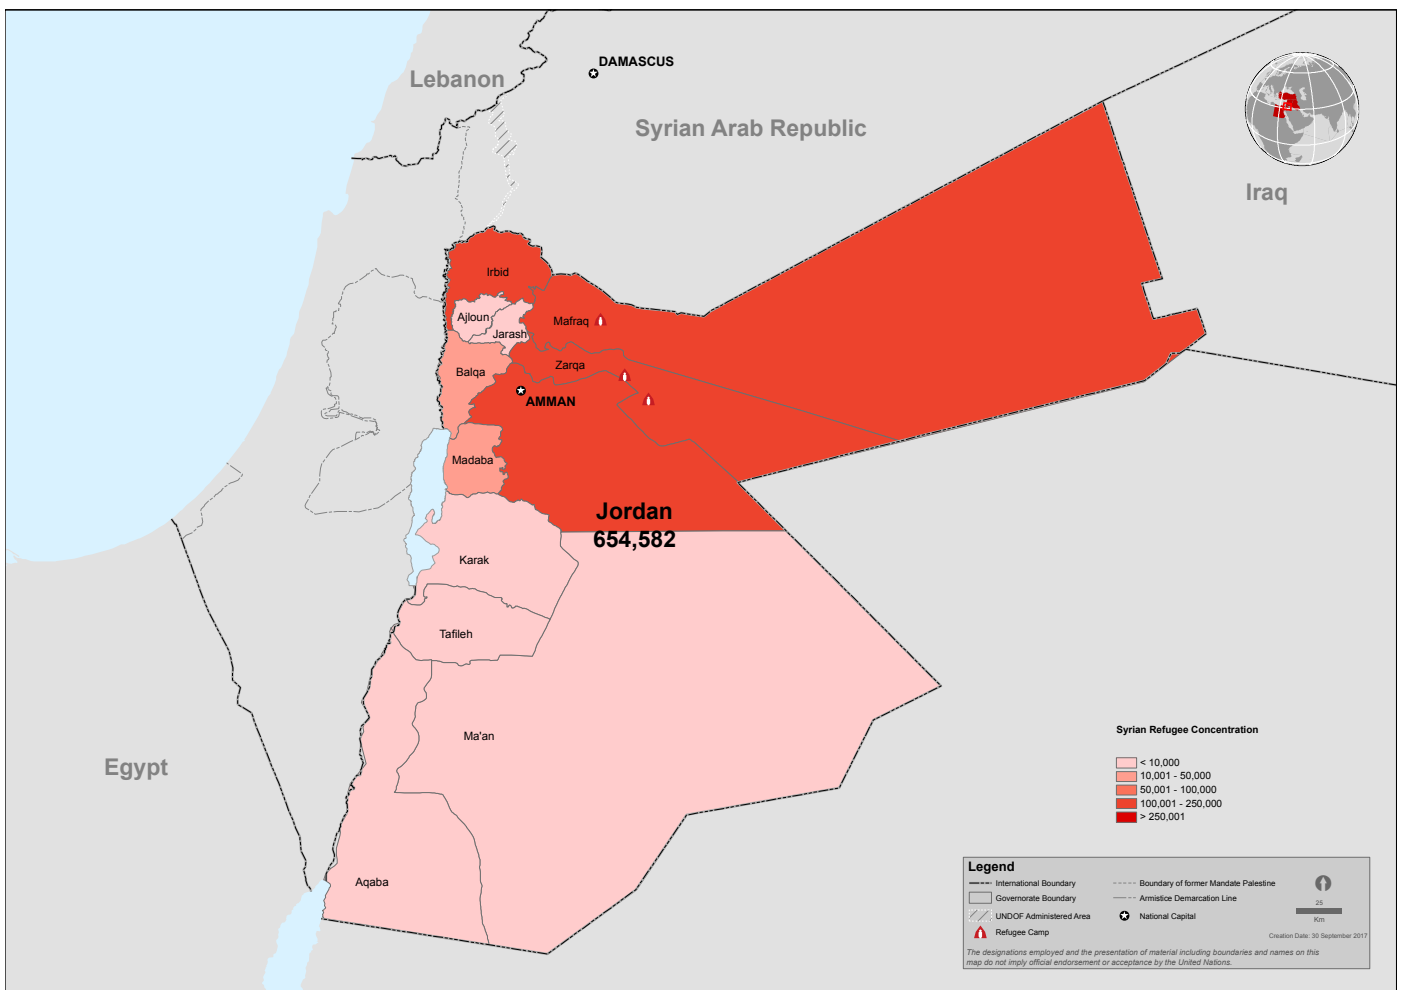 DAMASCUS
Lebanon
Syrian Arab Republic
Iraq
Irbid
Ajloun
Mafraq
Jarash
Zarqa
Balqa
AMMAN
Madaba
Jordan
654,582
Karak
Tafileh
Ma'an
Egypt
Aqaba
Syrian Refugee Concentration
< 10,000
10,001 - 50,000
50,001 - 100,000
100,001 - 250,000
> 250,001
Legend
International Boundary
Governorate Boundary
UNDOF Administered Area
Refugee Camp
Boundary of former Mandate Palestine
Armistice Demarcation Line
National Capital
25
Km
Creation Date: 30 September 2017
The designations employed and the presentation of material including boundaries and names on this
map do not imply official endorsement or acceptance by the United Nations.